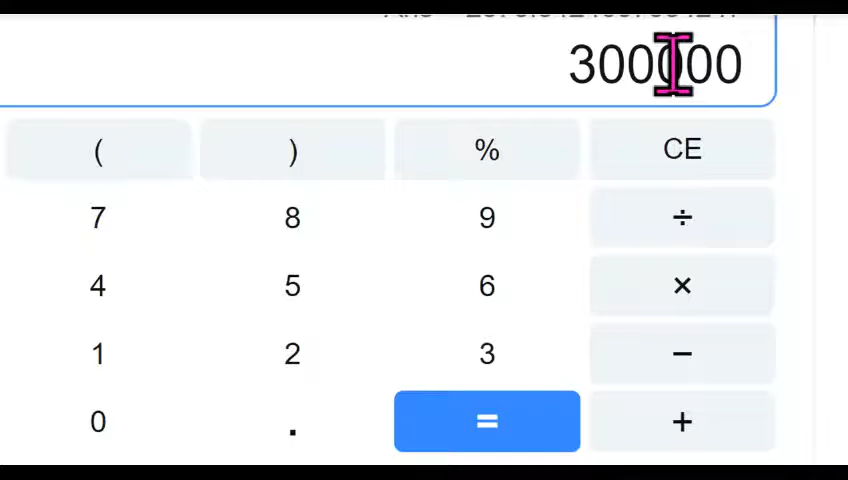 300000
( ) % CE
7 8 9 ÷
4 5 6 ×
1 2 3 −
0 . = +